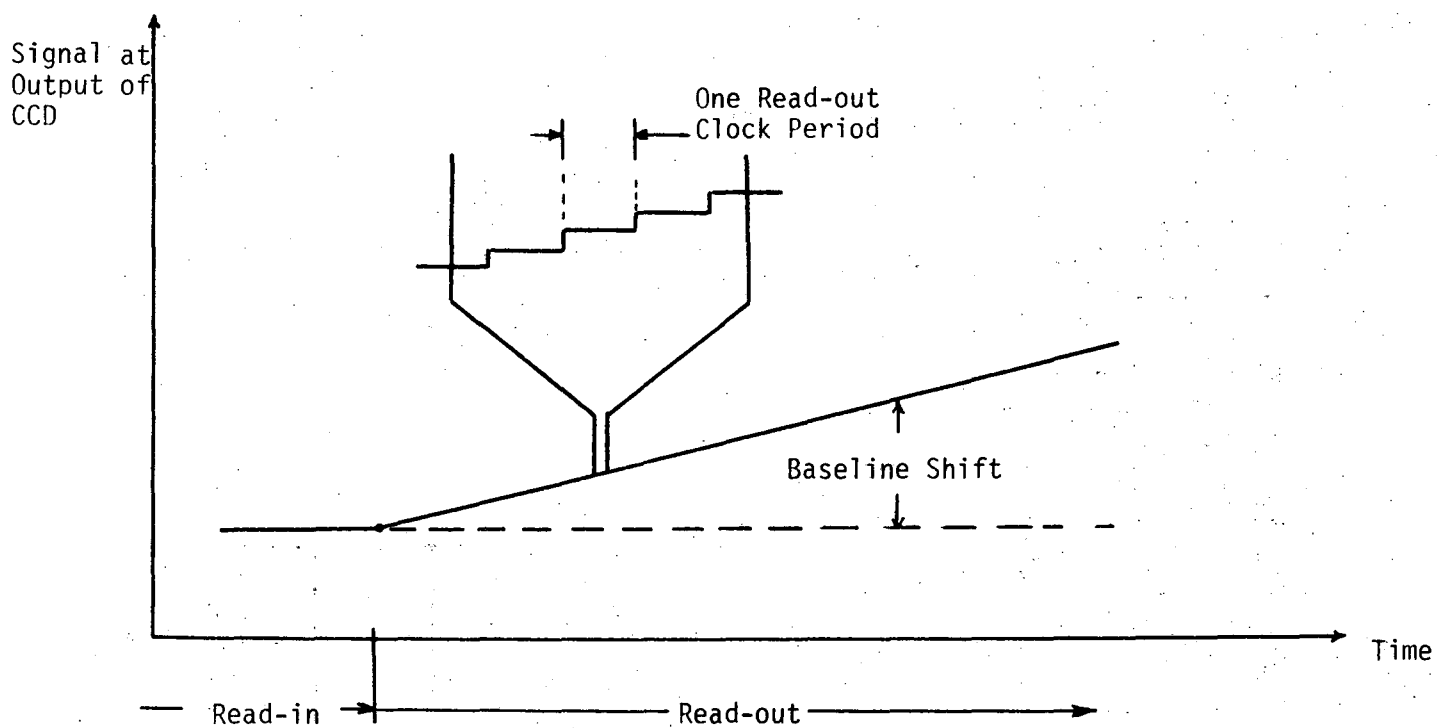 Signal at
Output of
CCD
One Read-out
Clock Period
Baseline Shift
Time
Read-in
Read-out